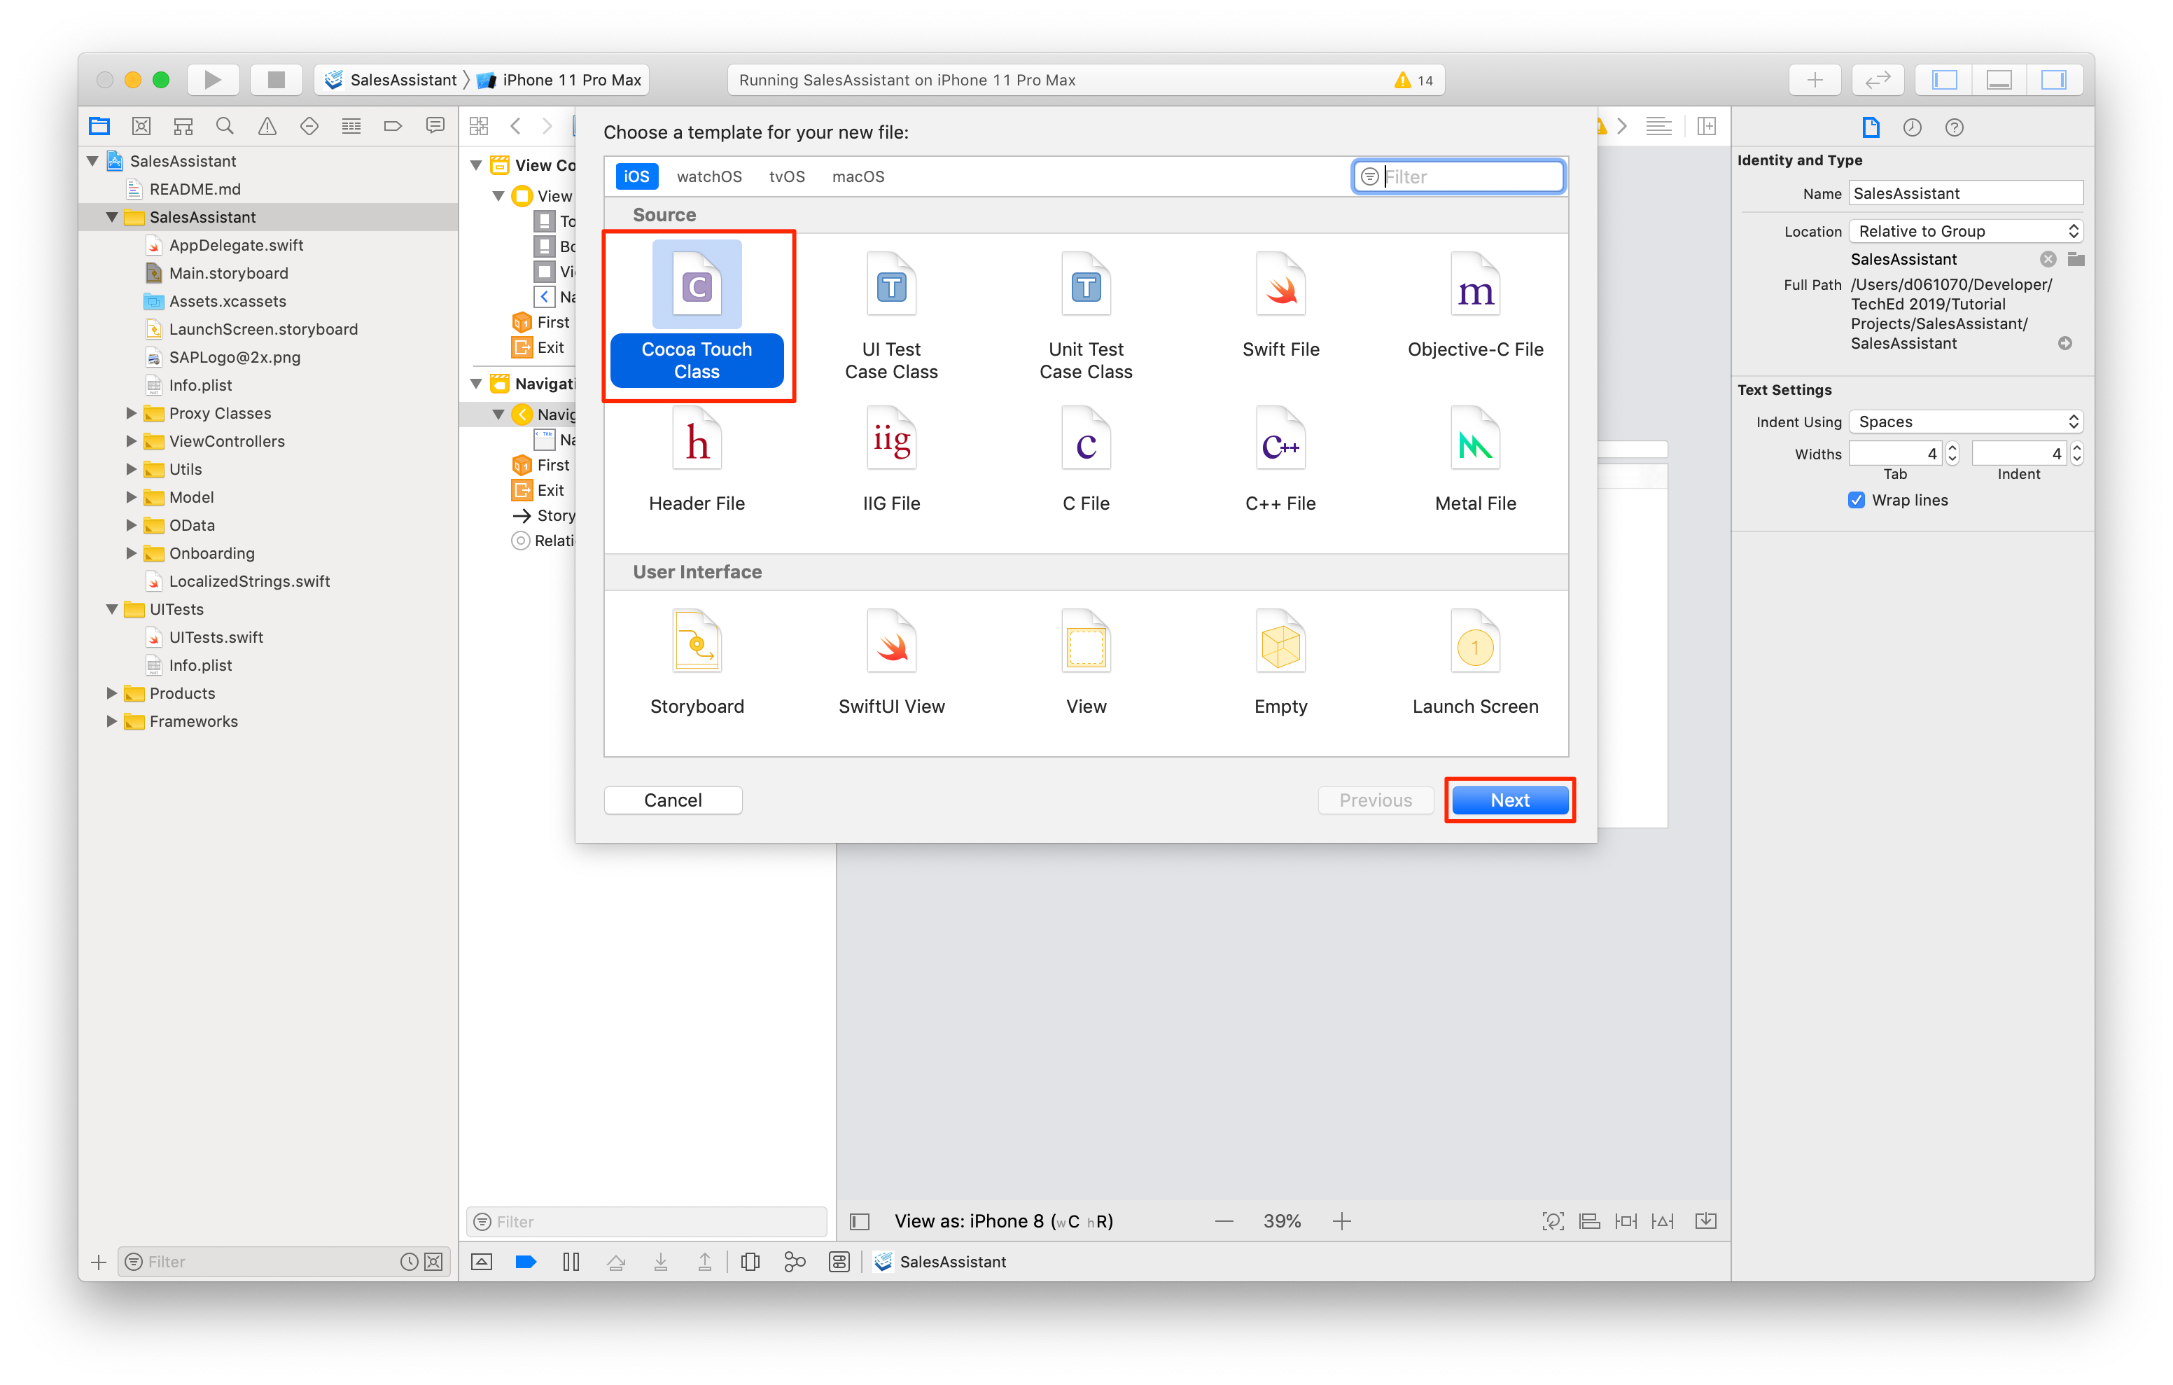 SalesAssistant
iPhone 11 Pro Max
Running SalesAssistant on iPhone 11 Pro Max
14
SalesAssistant
README.md
SalesAssistant
AppDelegate.swift
Main.storyboard
Assets.xcassets
LaunchScreen.storyboard
SAPLogo@2x.png
Info.plist
Proxy Classes
ViewControllers
Utils
Model
OData
Onboarding
LocalizedStrings.swift
UITests
UITests.swift
Info.plist
Products
Frameworks
Filter
View Co
View
To
Bo
Vi
Na
First
Exit
Navigati
Navig
Na
First
Exit
Story
Relati
Filter
Choose a template for your new file:
iOS
watchOS
tvOS
macOS
Filter
Source
C
Cocoa Touch
Class
T
UI Test
Case Class
T
Unit Test
Case Class
Swift File
m
Objective-C File
h
Header File
iig
IIG File
c
C File
c++
C++ File
Metal File
User Interface
Storyboard
SwiftUI View
View
Empty
1
Launch Screen
Cancel
Previous
Next
View as: iPhone 8 (wC hR)
39%
SalesAssistant
Identity and Type
Name SalesAssistant
Location Relative to Group
SalesAssistant
Full Path /Users/d061070/Developer/
TechEd 2019/Tutorial
Projects/SalesAssistant/
SalesAssistant
Text Settings
Indent Using Spaces
Widths 4 4
Tab Indent
Wrap lines